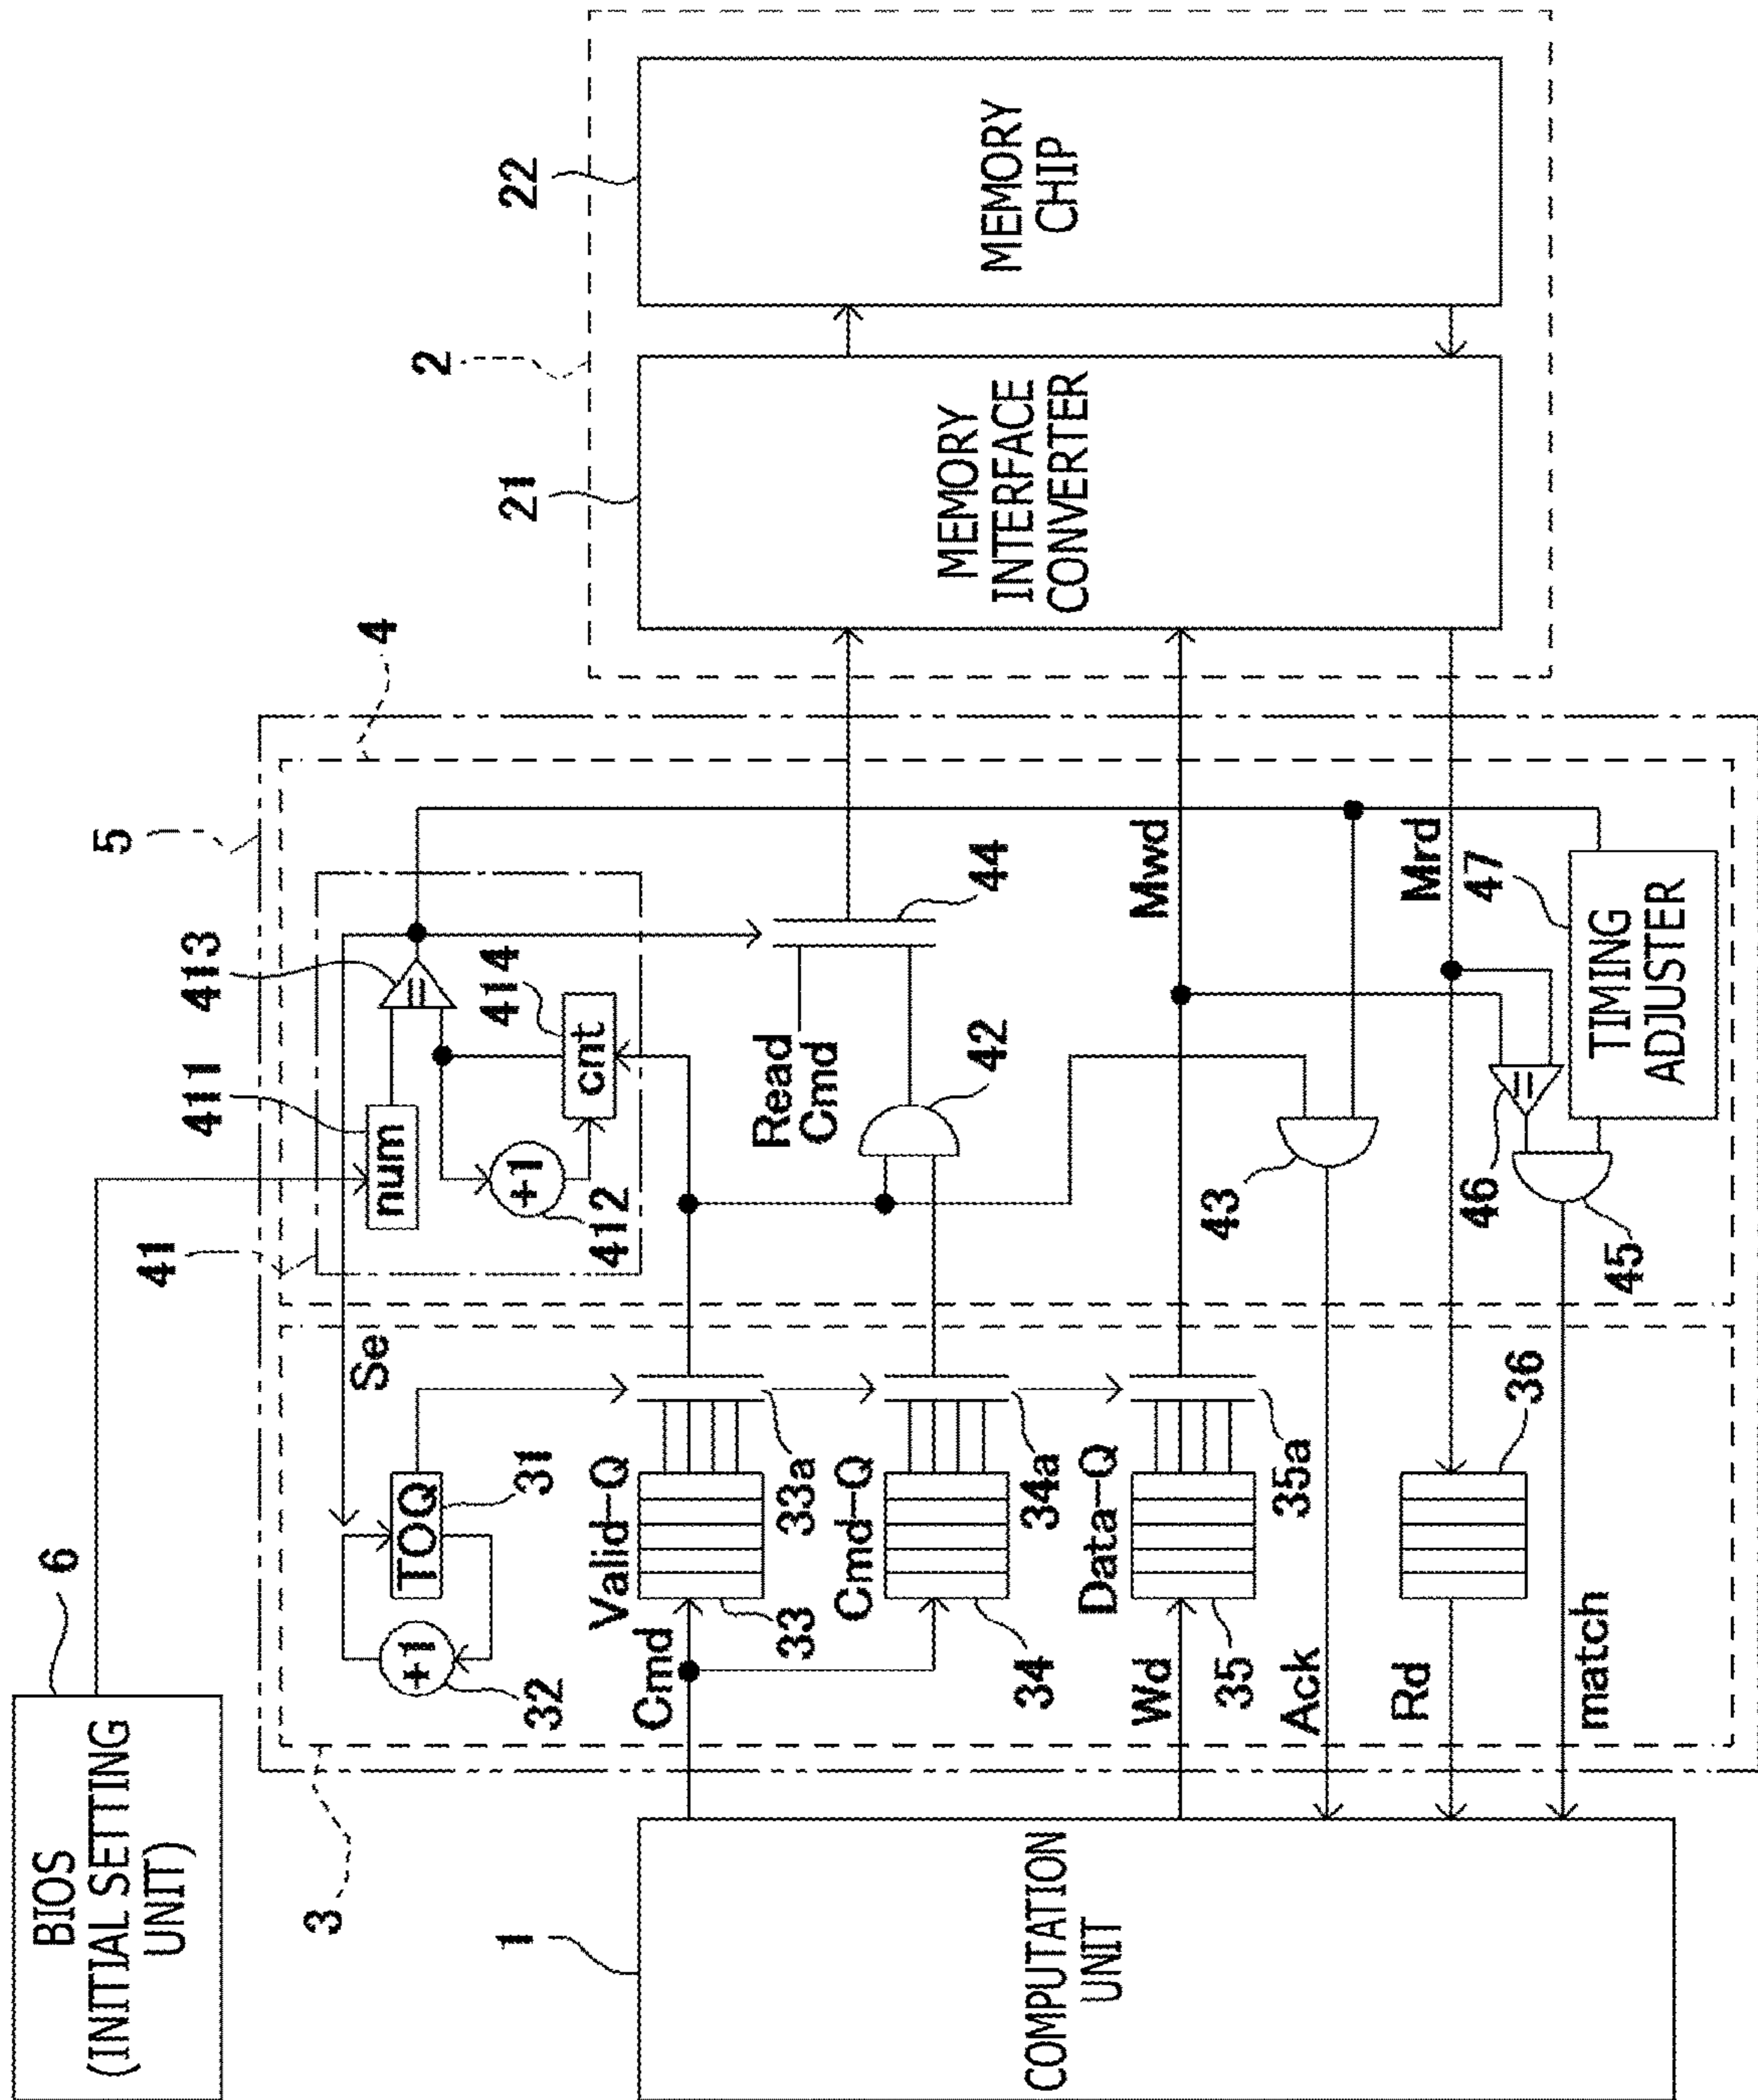 BIOS
(INITIAL SETTING
UNIT)
6
5
4
41
411
413
num
+1
412
cnt
414
Se
TOQ
31
+1
32
3
2
21
22
MEMORY
INTERFACE
CONVERTER
MEMORY
CHIP
1
COMPUTATION
UNIT
Cmd
Valid-Q
33
33a
Cmd-Q
34
34a
Read
Cmd
42
44
Wd
Data-Q
35
35a
Mwd
Ack
43
Rd
36
Mrd
47
match
45
46
TIMING
ADJUSTER